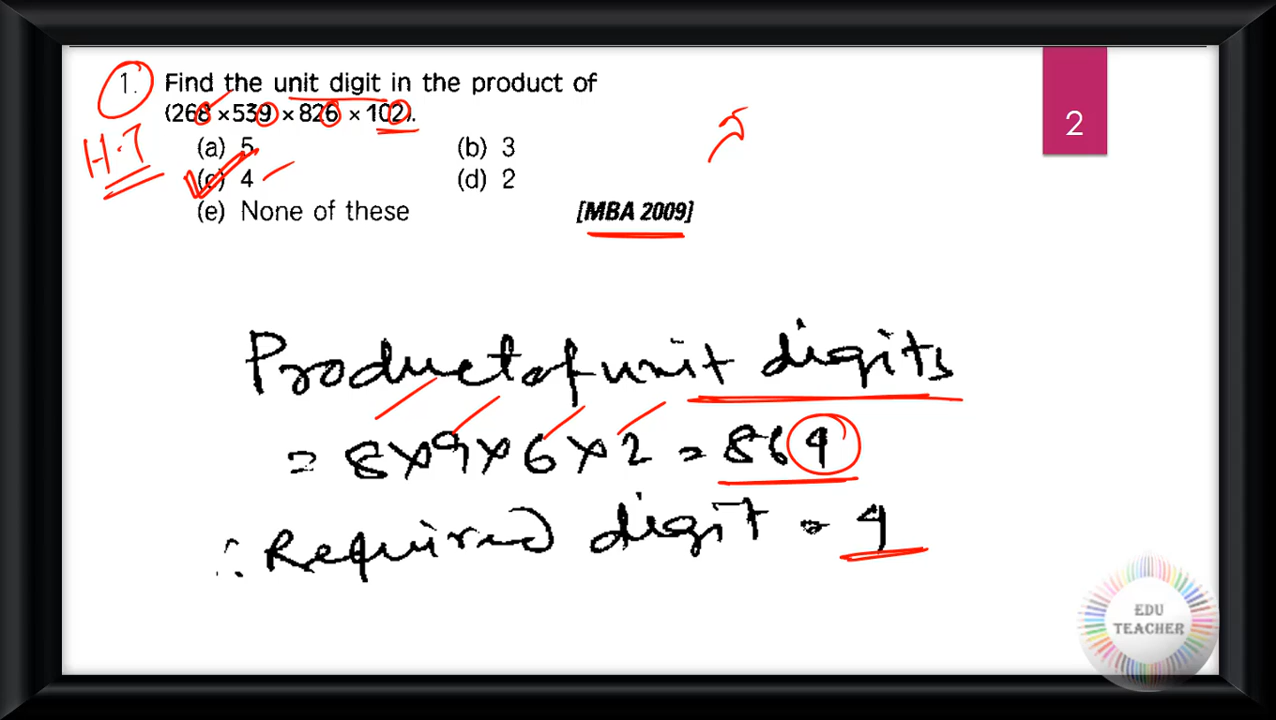 1. Find the unit digit in the product of
(268 ×539 × 826 × 102).
H.T
(a) 5 (b) 3
(c) 4 (d) 2
(e) None of these [MBA 2009]
2
Product of unit digits
= 8×9×6×2 = 864
∴ Required digit = 4
EDU
TEACHER